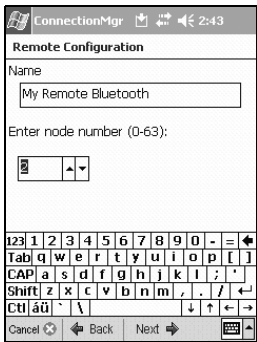 ConnectionMgr 2:43
Remote Configuration
Name
My Remote Bluetooth
Enter node number (0-63):
2
123 1 2 3 4 5 6 7 8 9 0 - =
Tab q w e r t y u i o p [ ]
CAP a s d f g h j k l ; '
Shift z x c v b n m , . /
Ctl áü ` \
Cancel Back Next